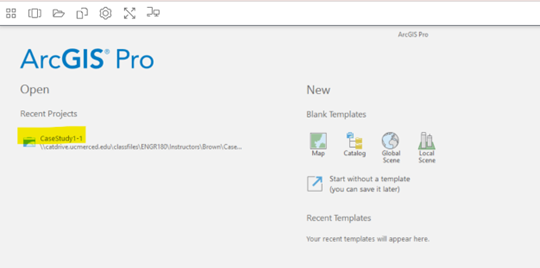 ArcGIS Pro
ArcGIS® Pro
Open
New
Recent Projects
Blank Templates
CaseStudy1-1
\\catdrive.ucmerced.edu\classfiles\ENGR180\Instructors\Brown\Case...
Map
Catalog
Global Scene
Local Scene
Start without a template
(you can save it later)
Recent Templates
Your recent templates will appear here.